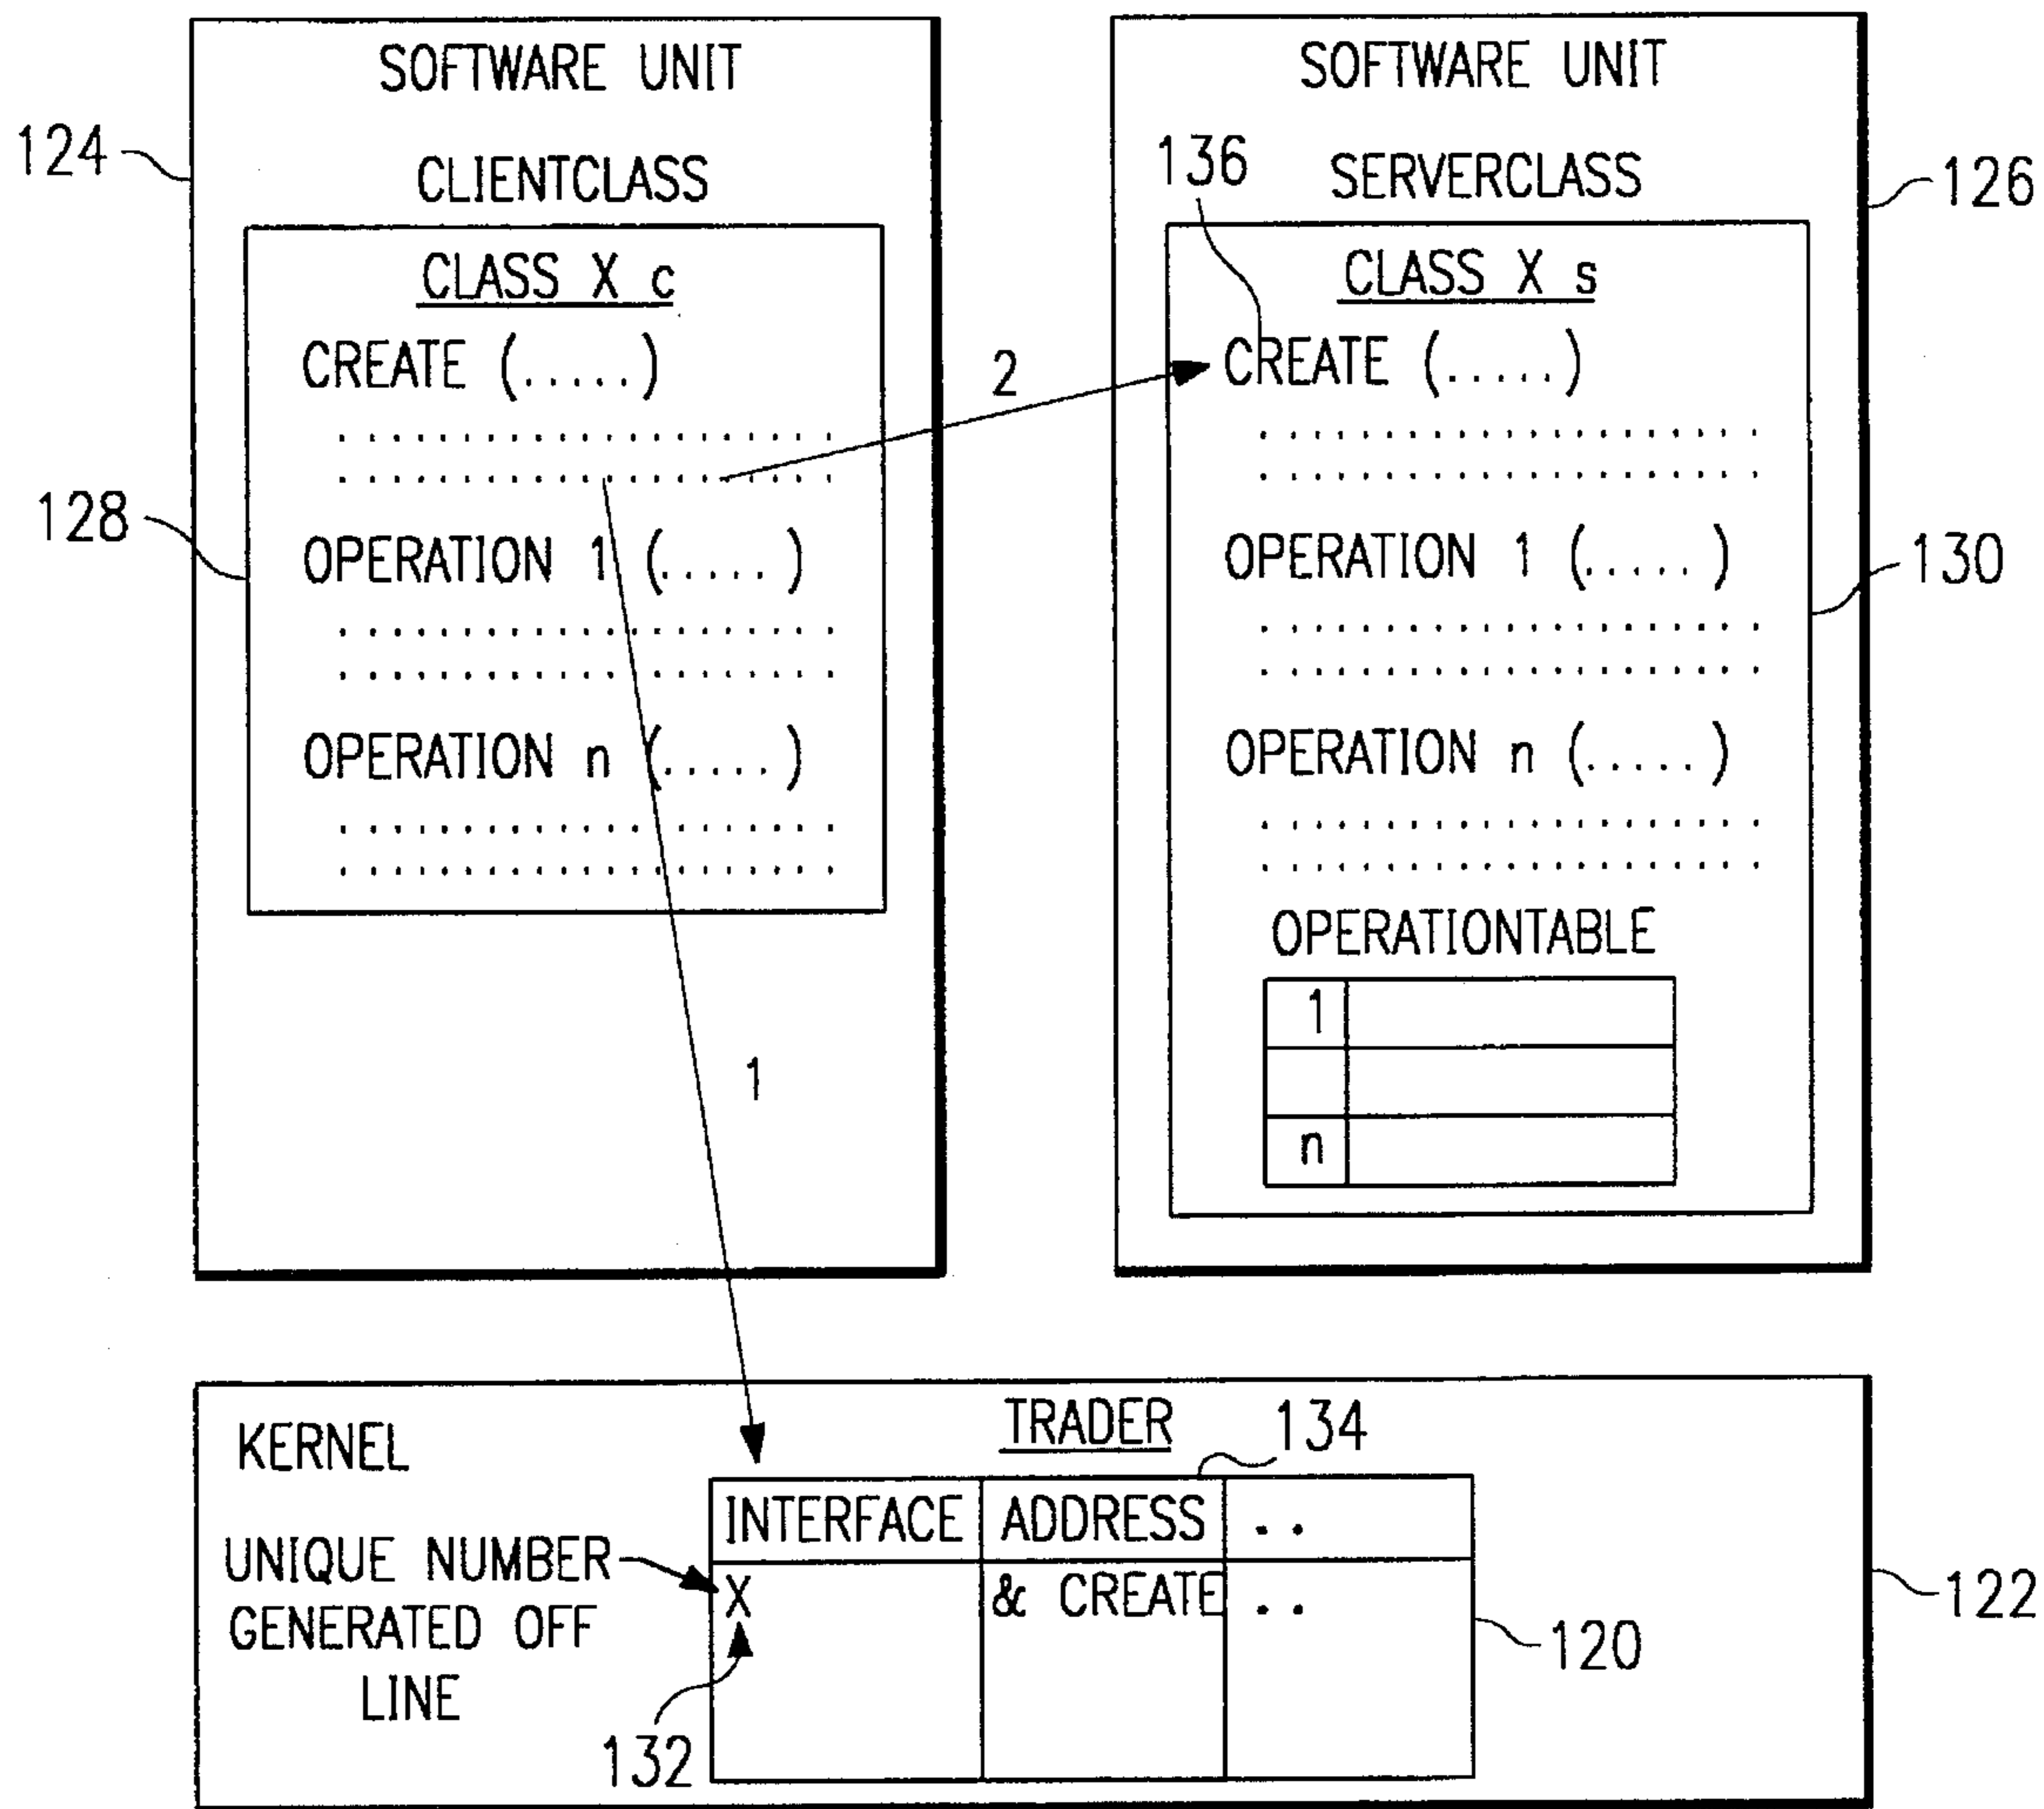 SOFTWARE UNIT
124
CLIENTCLASS
CLASS X c
CREATE (.....)
128
OPERATION 1 (.....)
OPERATION n (.....)
1
2
SOFTWARE UNIT
136
SERVERCLASS
126
CLASS X s
CREATE (.....)
OPERATION 1 (.....)
130
OPERATION n (.....)
OPERATIONTABLE
1
n
KERNEL
TRADER
134
INTERFACE ADDRESS ..
UNIQUE NUMBER
GENERATED OFF
LINE
X & CREATE ..
122
120
132